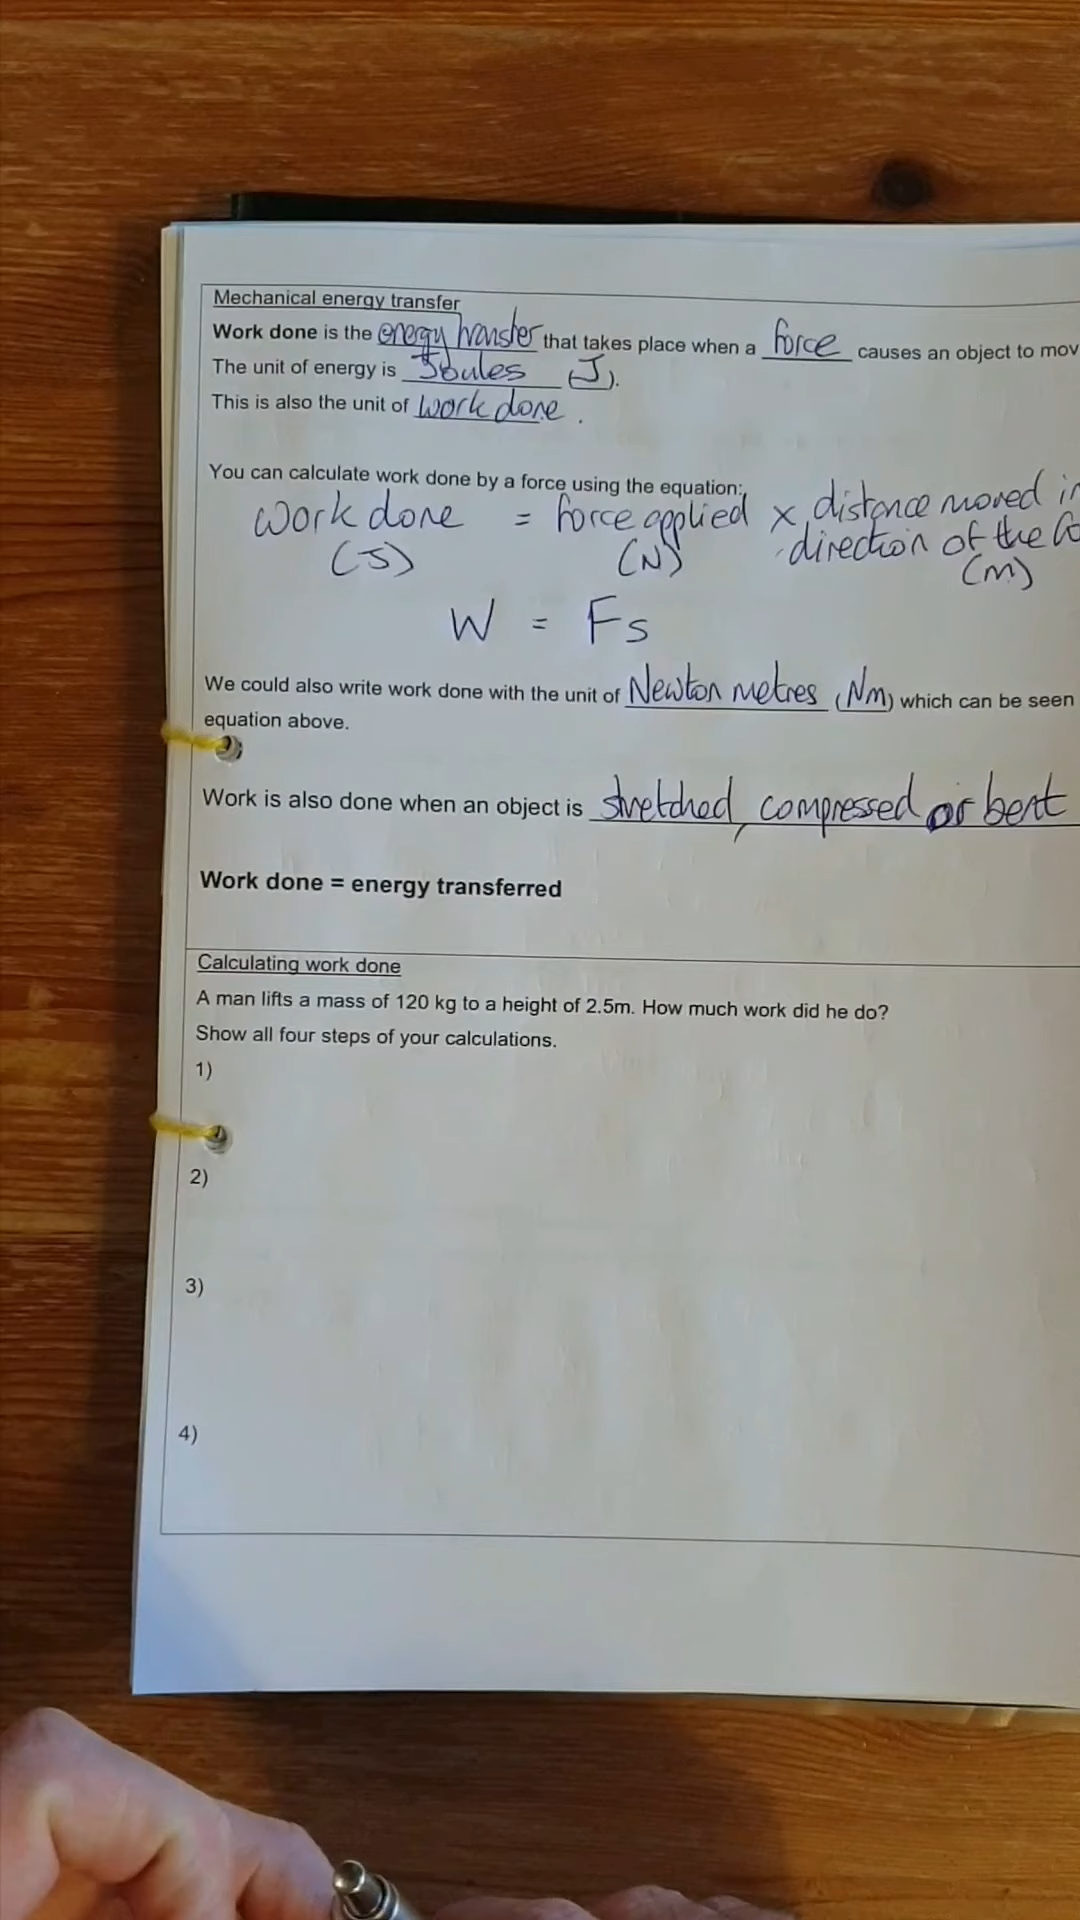 Mechanical energy transfer
Work done is the energy transfer that takes place when a force causes an object to mov
The unit of energy is Joules (J).
This is also the unit of work done.
You can calculate work done by a force using the equation:
work done = force applied × distance moved in
direction of the
(J) (N) (m)
W = Fs
We could also write work done with the unit of Newton metres (Nm) which can be seen
equation above.
Work is also done when an object is stretched, compressed or bent
Work done = energy transferred
Calculating work done
A man lifts a mass of 120 kg to a height of 2.5m. How much work did he do?
Show all four steps of your calculations.
1)
2)
3)
4)